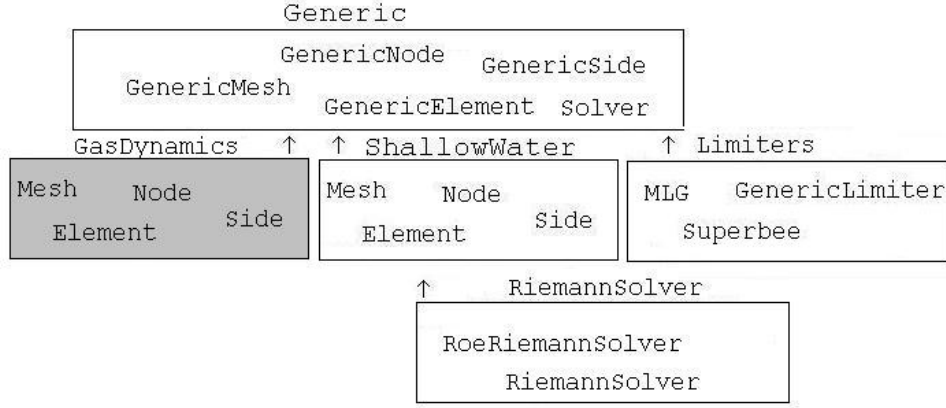 Generic
GenericNode
GenericSide
GenericMesh
GenericElement
Solver
GasDynamics ↑ ↑ ShallowWater ↑ Limiters
Mesh Node
Element Side
Mesh Node
Element Side
MLG GenericLimiter
Superbee
↑ RiemannSolver
RoeRiemannSolver
RiemannSolver